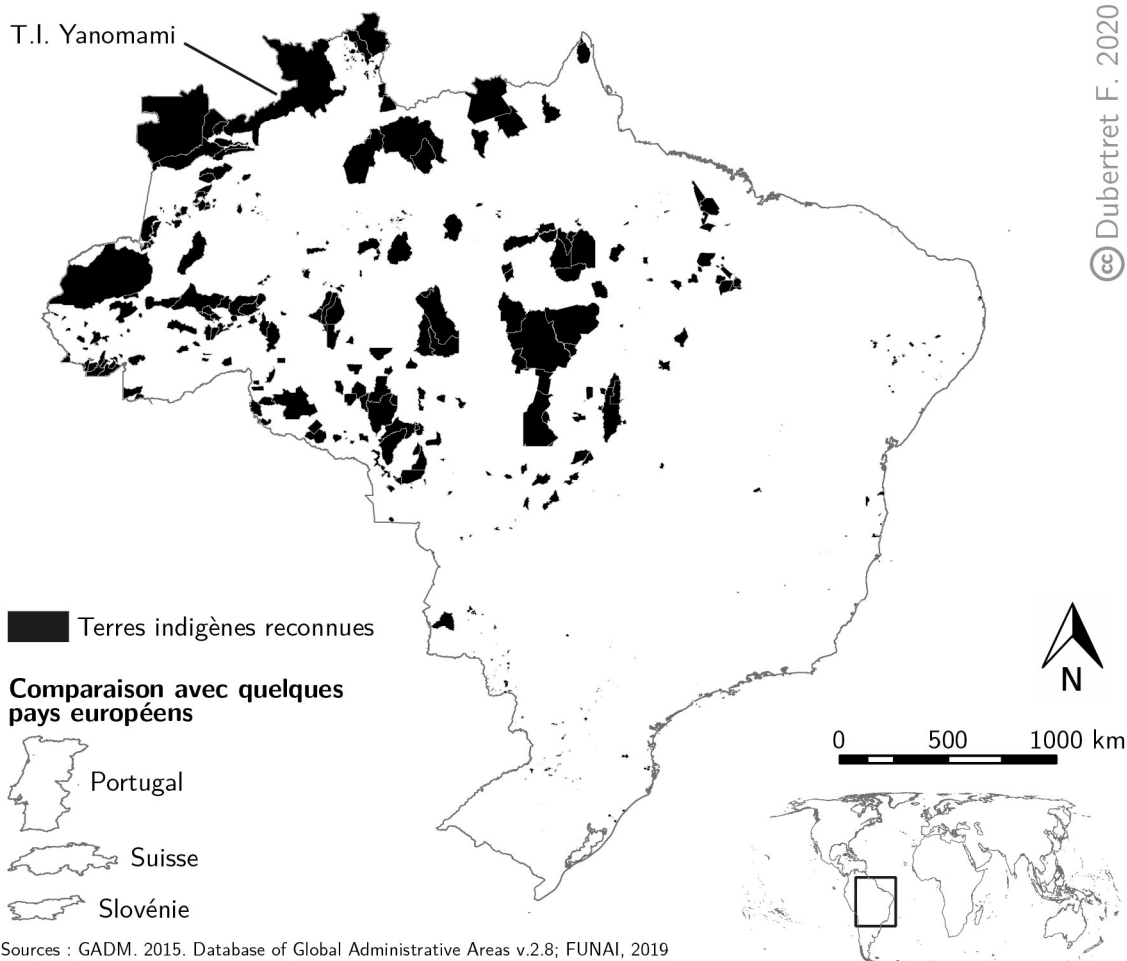 T.I. Yanomami
cc Dubertret F. 2020
Terres indigènes reconnues
Comparaison avec quelques
pays européens
Portugal
Suisse
Slovénie
N
0 500 1000 km
Sources : GADM. 2015. Database of Global Administrative Areas v.2.8; FUNAI, 2019